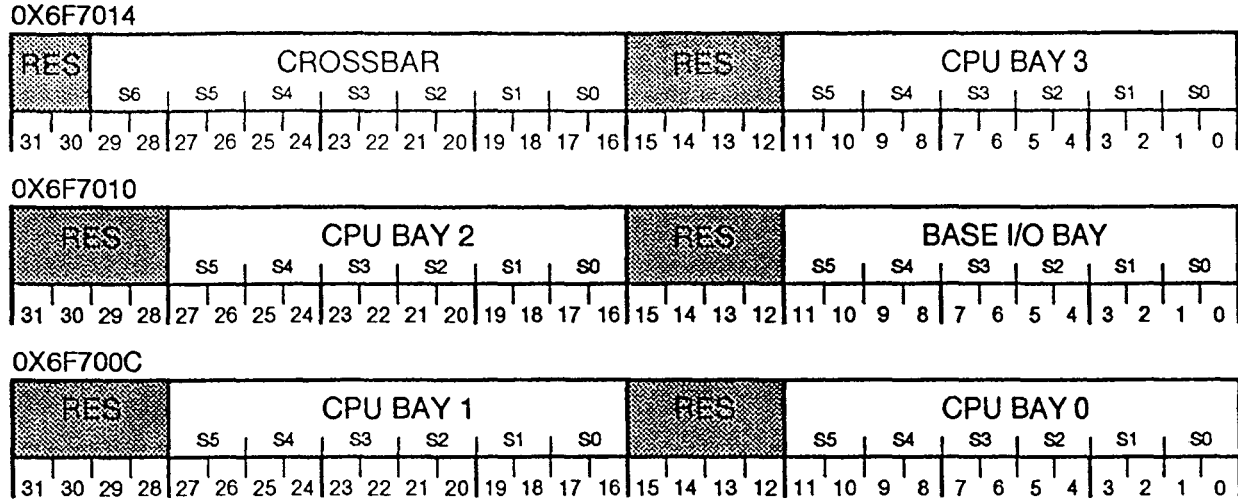 0X6F7014
RES CROSSBAR RES CPU BAY 3
S6 S5 S4 S3 S2 S1 S0 S5 S4 S3 S2 S1 S0
31 30 29 28 27 26 25 24 23 22 21 20 19 18 17 16 15 14 13 12 11 10 9 8 7 6 5 4 3 2 1 0
0X6F7010
RES CPU BAY 2 RES BASE I/O BAY
S5 S4 S3 S2 S1 S0 S5 S4 S3 S2 S1 S0
31 30 29 28 27 26 25 24 23 22 21 20 19 18 17 16 15 14 13 12 11 10 9 8 7 6 5 4 3 2 1 0
0X6F700C
RES CPU BAY 1 RES CPU BAY 0
S5 S4 S3 S2 S1 S0 S5 S4 S3 S2 S1 S0
31 30 29 28 27 26 25 24 23 22 21 20 19 18 17 16 15 14 13 12 11 10 9 8 7 6 5 4 3 2 1 0